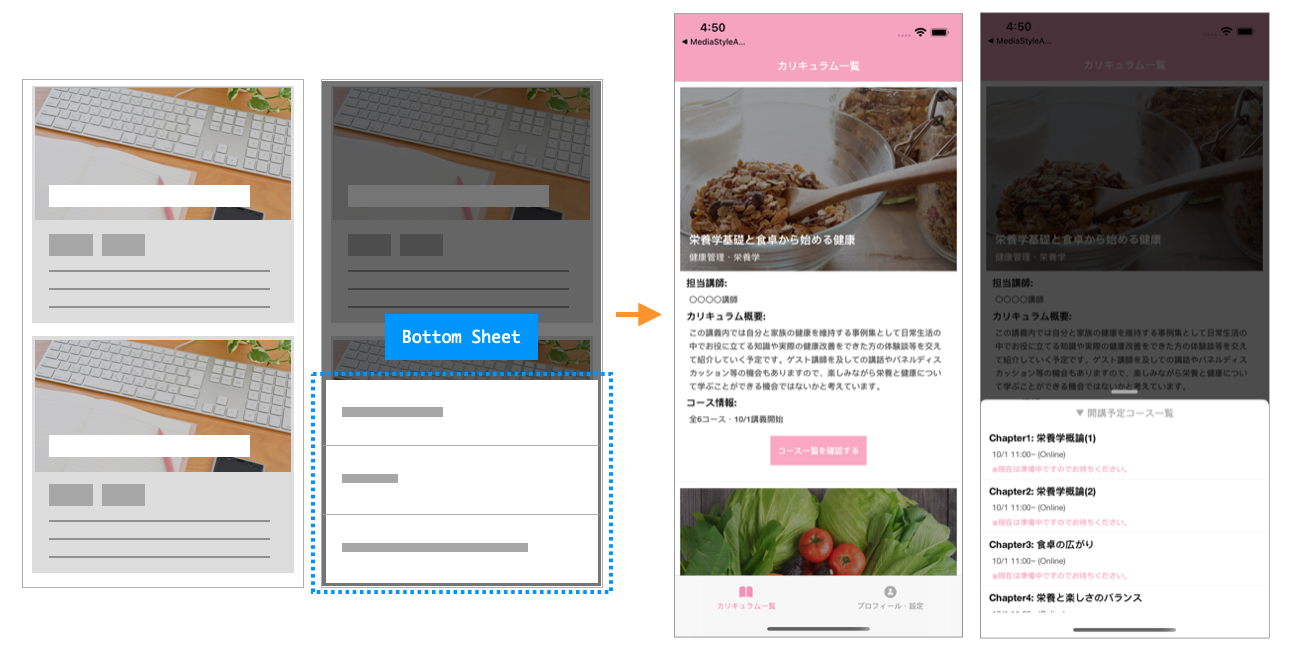 Bottom Sheet
4:50
◀ MediaStyleA...
カリキュラム一覧
栄養学基礎と食卓から始める健康
健康管理・栄養学
担当講師:
〇〇〇〇講師
カリキュラム概要:
この講義内では自分と家族の健康を維持する事例集として日常生活の
中でお役に立てる知識や実際の健康改善をできた方の体験談等を交え
て紹介していく予定です。ゲスト講師を及しての講話やパネルディス
カッション等の機会もありますので、楽しみながら栄養と健康につい
て学ぶことができる機会ではないかと考えています。
コース情報:
全6コース・10/1講義開始
コース一覧を確認する
カリキュラム一覧
プロフィール・設定
4:50
◀ MediaStyleA...
カリキュラム一覧
栄養学基礎と食卓から始める健康
健康管理・栄養学
担当講師:
〇〇〇〇講師
カリキュラム概要:
この講義内では自分と家族の健康を維持する事例集として日常生活の
中でお役に立てる知識や実際の健康改善をできた方の体験談等を交え
て紹介していく予定です。ゲスト講師を及しての講話やパネルディス
カッション等の機会もありますので、楽しみながら栄養と健康につい
て学ぶことができる機会ではないかと考えています。
▼ 開講予定コース一覧
Chapter1: 栄養学概論(1)
10/1 11:00~ (Online)
※現在は準備中ですのでお待ちください。
Chapter2: 栄養学概論(2)
10/1 11:00~ (Online)
※現在は準備中ですのでお待ちください。
Chapter3: 食卓の広がり
10/1 11:00~ (Online)
※現在は準備中ですのでお待ちください。
Chapter4: 栄養と楽しさのバランス